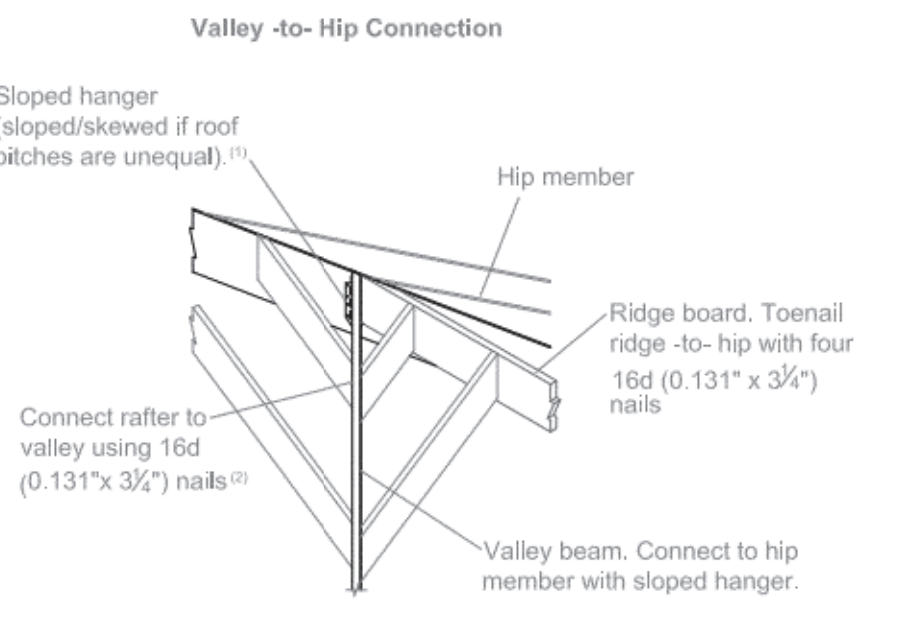 Valley -to- Hip Connection
Sloped hanger
(sloped/skewed if roof
pitches are unequal).(1)
Hip member
Ridge board. Toenail
ridge -to- hip with four
16d (0.131" x 3¼")
nails
Connect rafter to
valley using 16d
(0.131"x 3¼") nails(2)
Valley beam. Connect to hip
member with sloped hanger.